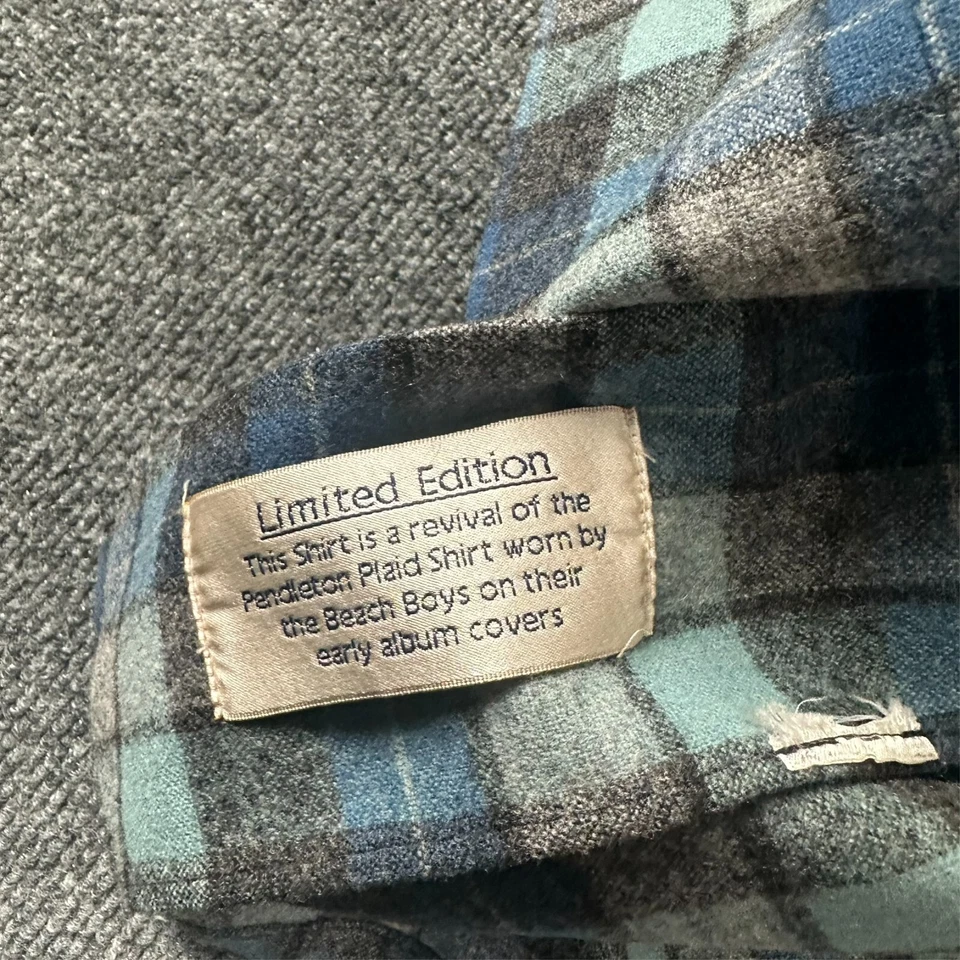 Limited Edition
This Shirt is a revival of the
Pendleton Plaid Shirt worn by
the Beach Boys on their
early album covers